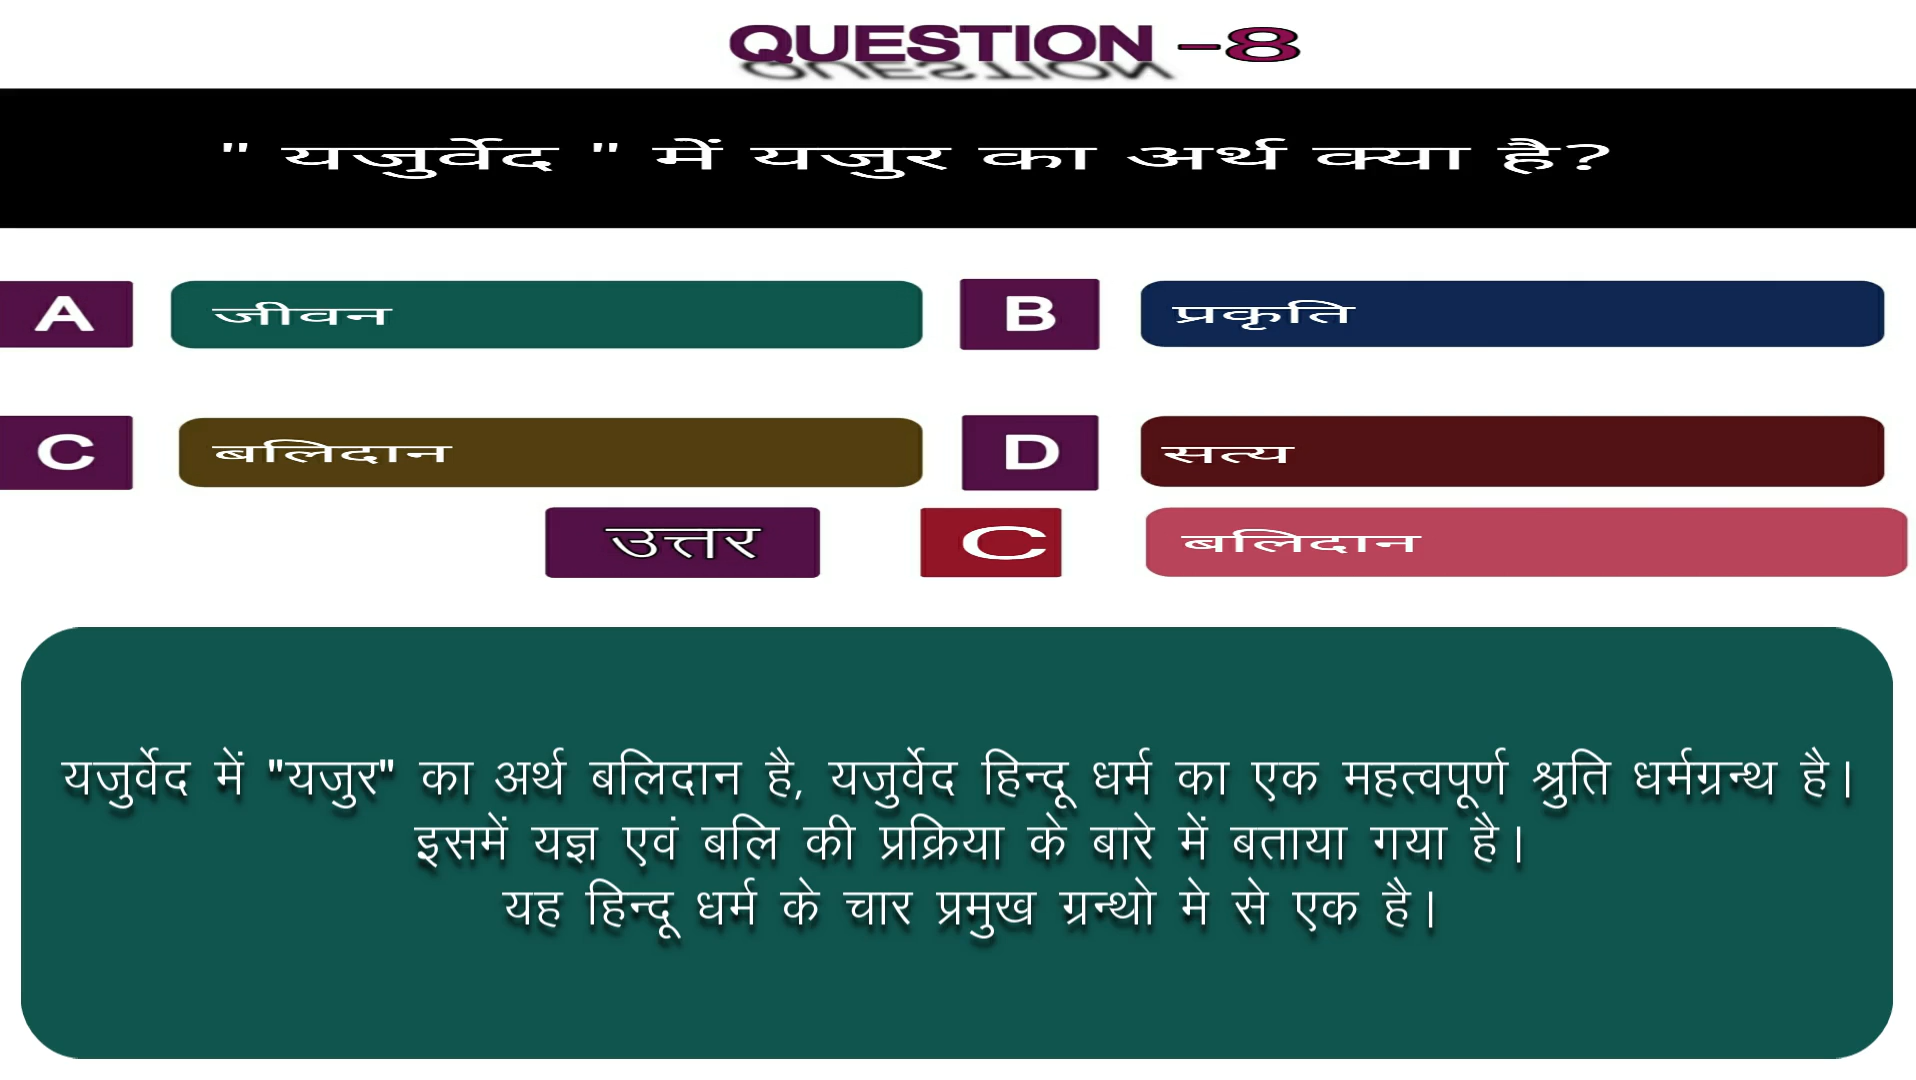 QUESTION -8
" यजुर्वेद " में यजुर का अर्थ क्या है?
A जीवन B प्रकृति
C बलिदान D सत्य
उत्तर C बलिदान
यजुर्वेद में "यजुर" का अर्थ बलिदान है, यजुर्वेद हिन्दू धर्म का एक महत्वपूर्ण श्रुति धर्मग्रन्थ है।
इसमें यज्ञ एवं बलि की प्रक्रिया के बारे में बताया गया है।
यह हिन्दू धर्म के चार प्रमुख ग्रन्थो मे से एक है।